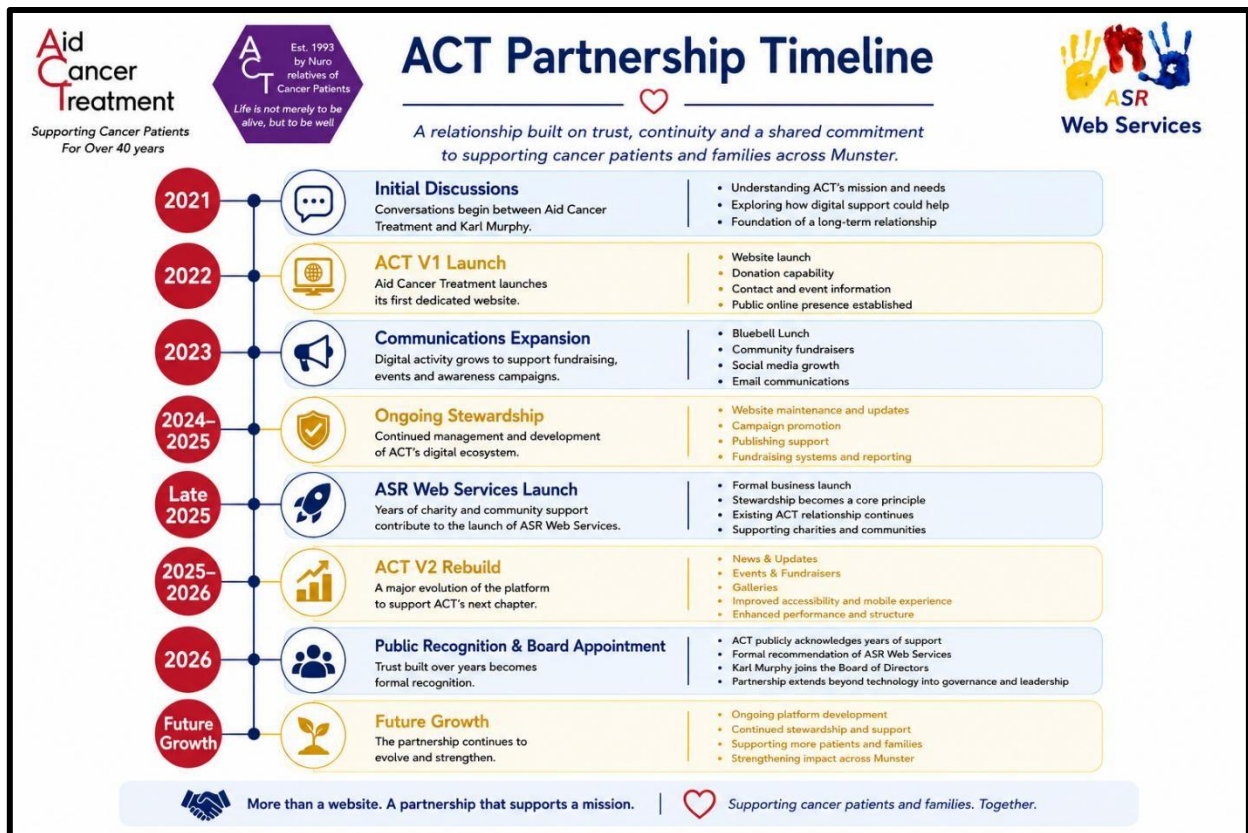 Aid
Cancer
Treatment
Supporting Cancer Patients
For Over 40 years
ACT
Est. 1993
by Nuro
relatives of
Cancer Patients
Life is not merely to be
alive, but to be well
ACT Partnership Timeline
A relationship built on trust, continuity and a shared commitment
to supporting cancer patients and families across Munster.
ASR
Web Services
2021
Initial Discussions
Conversations begin between Aid Cancer
Treatment and Karl Murphy.
• Understanding ACT's mission and needs
• Exploring how digital support could help
• Foundation of a long-term relationship
2022
ACT V1 Launch
Aid Cancer Treatment launches
its first dedicated website.
• Website launch
• Donation capability
• Contact and event information
• Public online presence established
2023
Communications Expansion
Digital activity grows to support fundraising,
events and awareness campaigns.
• Bluebell Lunch
• Community fundraisers
• Social media growth
• Email communications
2024–
2025
Ongoing Stewardship
Continued management and development
of ACT's digital ecosystem.
• Website maintenance and updates
• Campaign promotion
• Publishing support
• Fundraising systems and reporting
Late
2025
ASR Web Services Launch
Years of charity and community support
contribute to the launch of ASR Web Services.
• Formal business launch
• Stewardship becomes a core principle
• Existing ACT relationship continues
• Supporting charities and communities
2025–
2026
ACT V2 Rebuild
A major evolution of the platform
to support ACT's next chapter.
• News & Updates
• Events & Fundraisers
• Galleries
• Improved accessibility and mobile experience
• Enhanced performance and structure
2026
Public Recognition & Board Appointment
Trust built over years becomes
formal recognition.
• ACT publicly acknowledges years of support
• Formal recommendation of ASR Web Services
• Karl Murphy joins the Board of Directors
• Partnership extends beyond technology into governance and leadership
Future
Growth
Future Growth
The partnership continues to
evolve and strengthen.
• Ongoing platform development
• Continued stewardship and support
• Supporting more patients and families
• Strengthening impact across Munster
More than a website. A partnership that supports a mission.
Supporting cancer patients and families. Together.